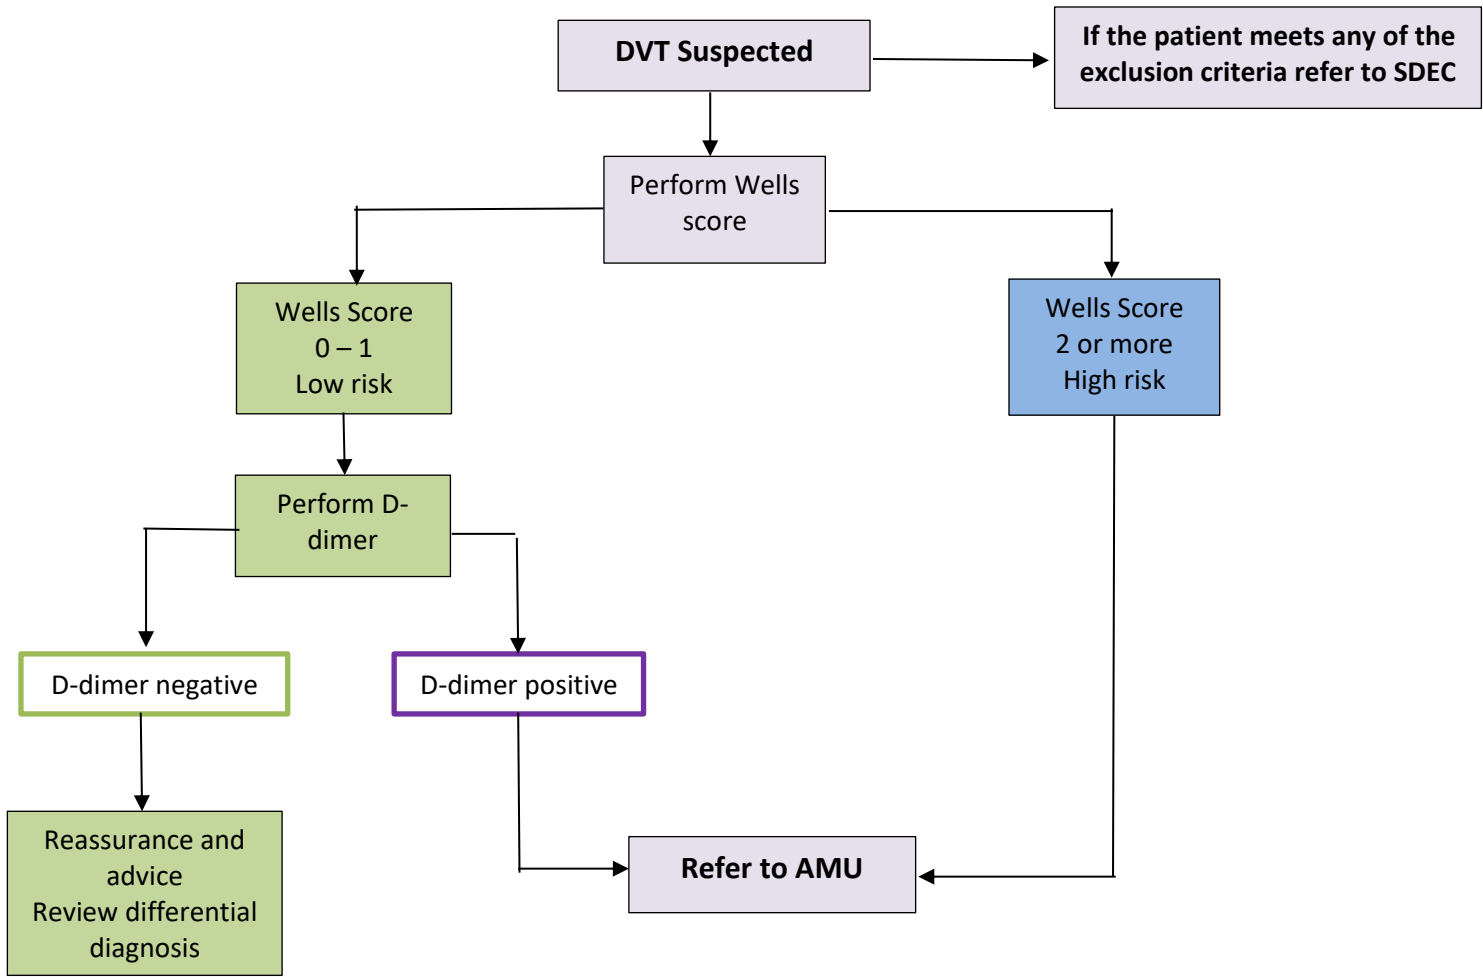 DVT Suspected
If the patient meets any of the
exclusion criteria refer to SDEC
Perform Wells
score
Wells Score
0 – 1
Low risk
Wells Score
2 or more
High risk
Perform D-
dimer
D-dimer negative
D-dimer positive
Reassurance and
advice
Review differential
diagnosis
Refer to AMU